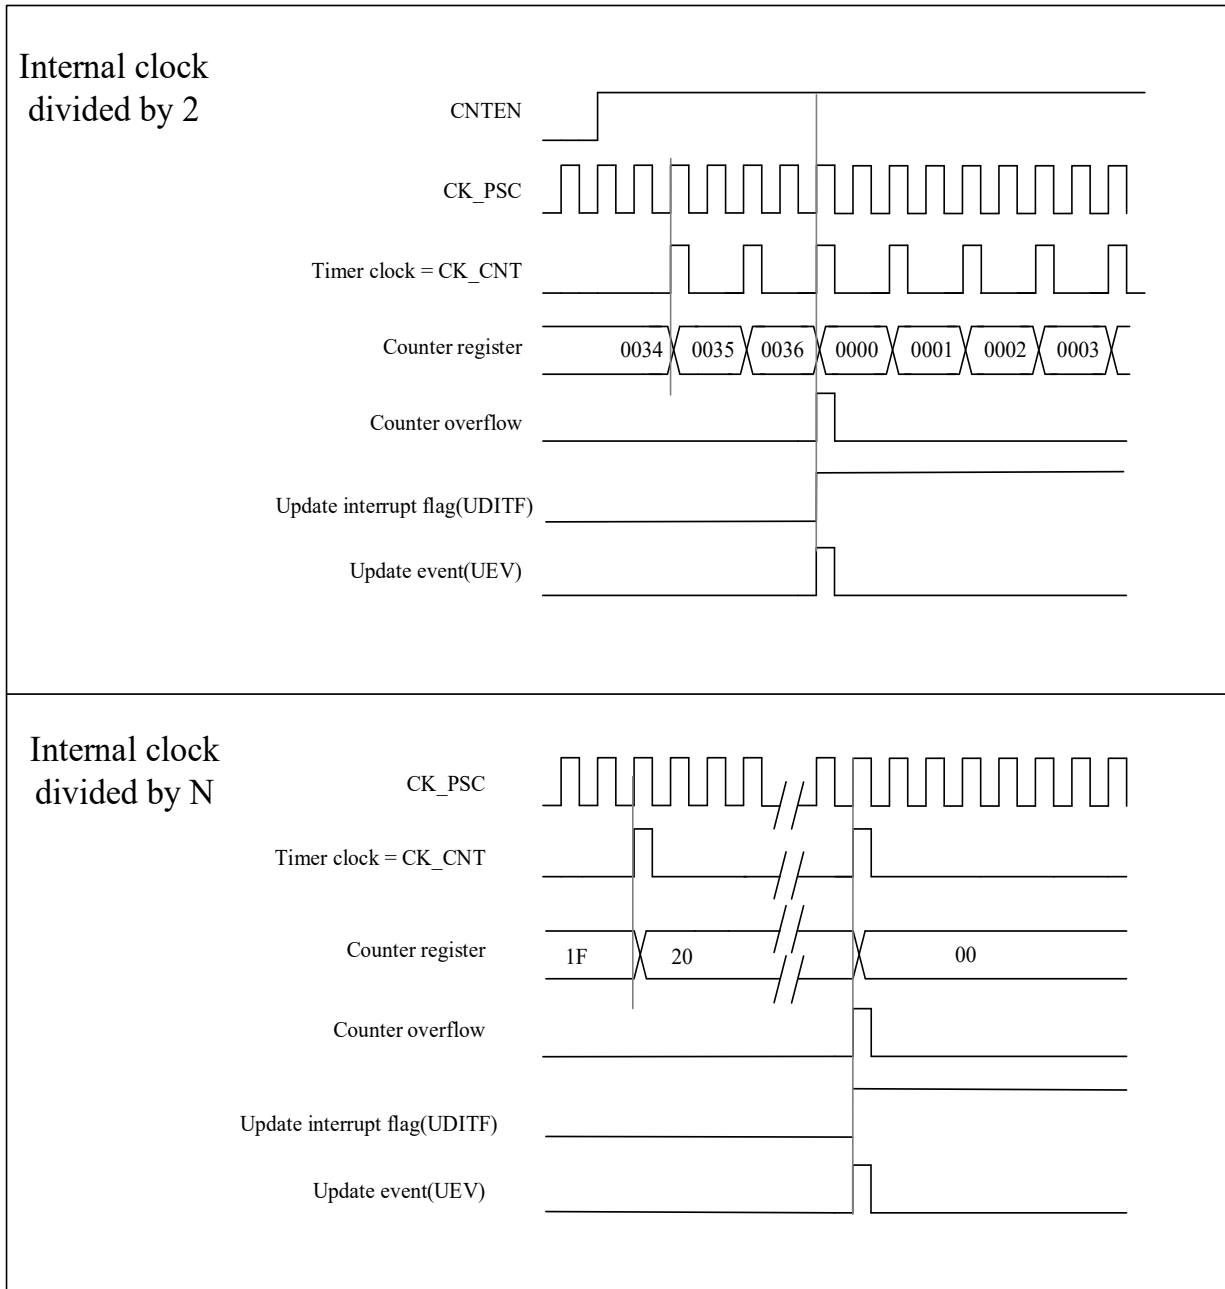 Internal clock
divided by 2
CNTEN
CK_PSC
Timer clock = CK_CNT
Counter register
0034 0035 0036 0000 0001 0002 0003
Counter overflow
Update interrupt flag(UDITF)
Update event(UEV)
Internal clock
divided by N
CK_PSC
Timer clock = CK_CNT
Counter register
1F 20 00
Counter overflow
Update interrupt flag(UDITF)
Update event(UEV)